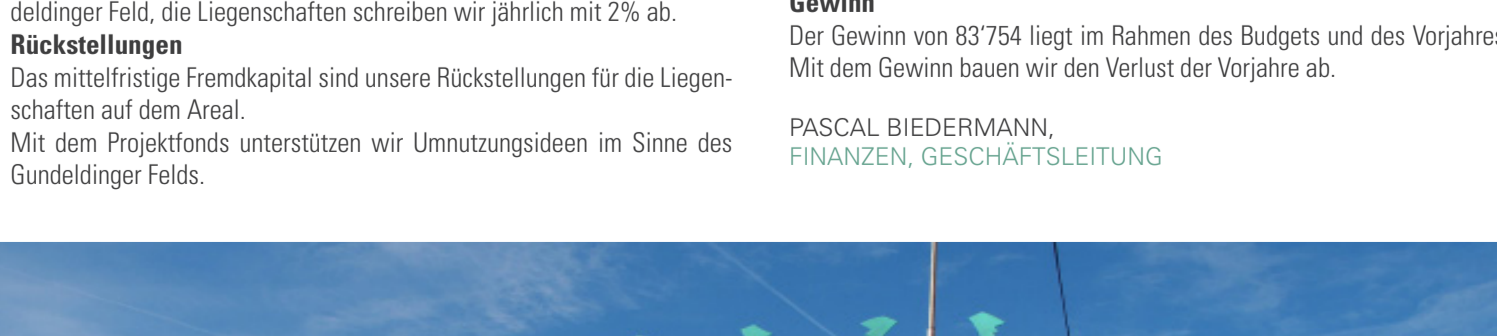 deldinger Feld, die Liegenschaften schreiben wir jährlich mit 2% ab.
Rückstellungen
Das mittelfristige Fremdkapital sind unsere Rückstellungen für die Liegen-
schaften auf dem Areal.
Mit dem Projektfonds unterstützen wir Umnutzungsideen im Sinne des
Gundeldinger Felds.
Gewinn
Der Gewinn von 83‘754 liegt im Rahmen des Budgets und des Vorjahres
Mit dem Gewinn bauen wir den Verlust der Vorjahre ab.
PASCAL BIEDERMANN,
FINANZEN, GESCHÄFTSLEITUNG